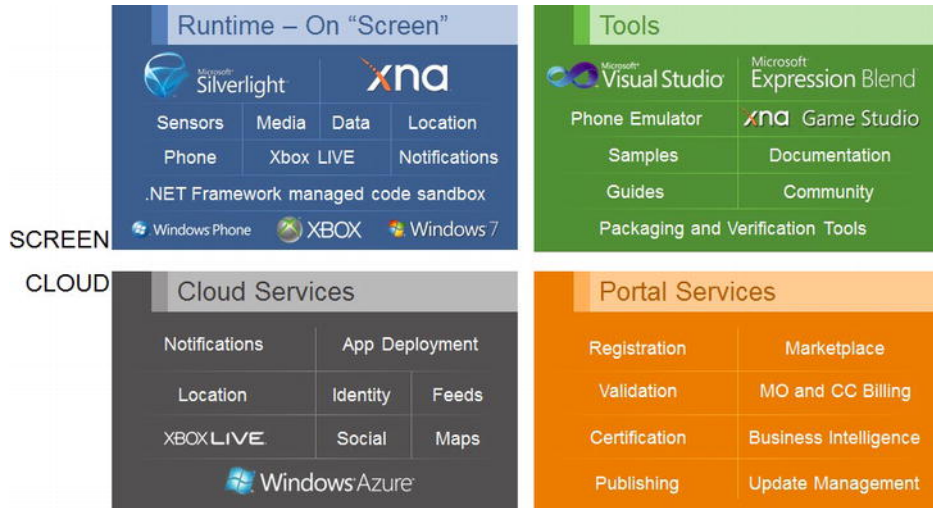 Runtime – On “Screen”
Microsoft Silverlight xna
Sensors Media Data Location
Phone Xbox LIVE Notifications
.NET Framework managed code sandbox
Windows Phone XBOX Windows 7
Tools
Microsoft Visual Studio Microsoft Expression Blend
Phone Emulator xna Game Studio
Samples Documentation
Guides Community
Packaging and Verification Tools
SCREEN
CLOUD
Cloud Services
Notifications App Deployment
Location Identity Feeds
XBOX LIVE Social Maps
Windows Azure
Portal Services
Registration Marketplace
Validation MO and CC Billing
Certification Business Intelligence
Publishing Update Management